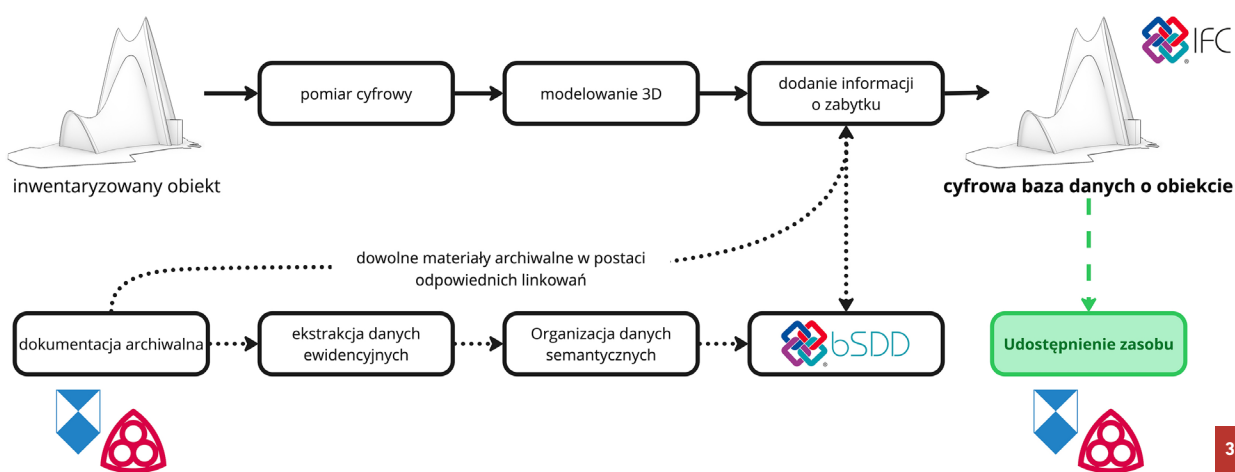 IFC
pomiar cyfrowy
modelowanie 3D
dodanie informacji
o zabytku
inwentaryzowany obiekt
cyfrowa baza danych o obiekcie
dowolne materiały archiwalne w postaci
odpowiednich linkowań
dokumentacja archiwalna
ekstrakcja danych
ewidencyjnych
Organizacja danych
semantycznych
bSDD
Udostępnienie zasobu
3